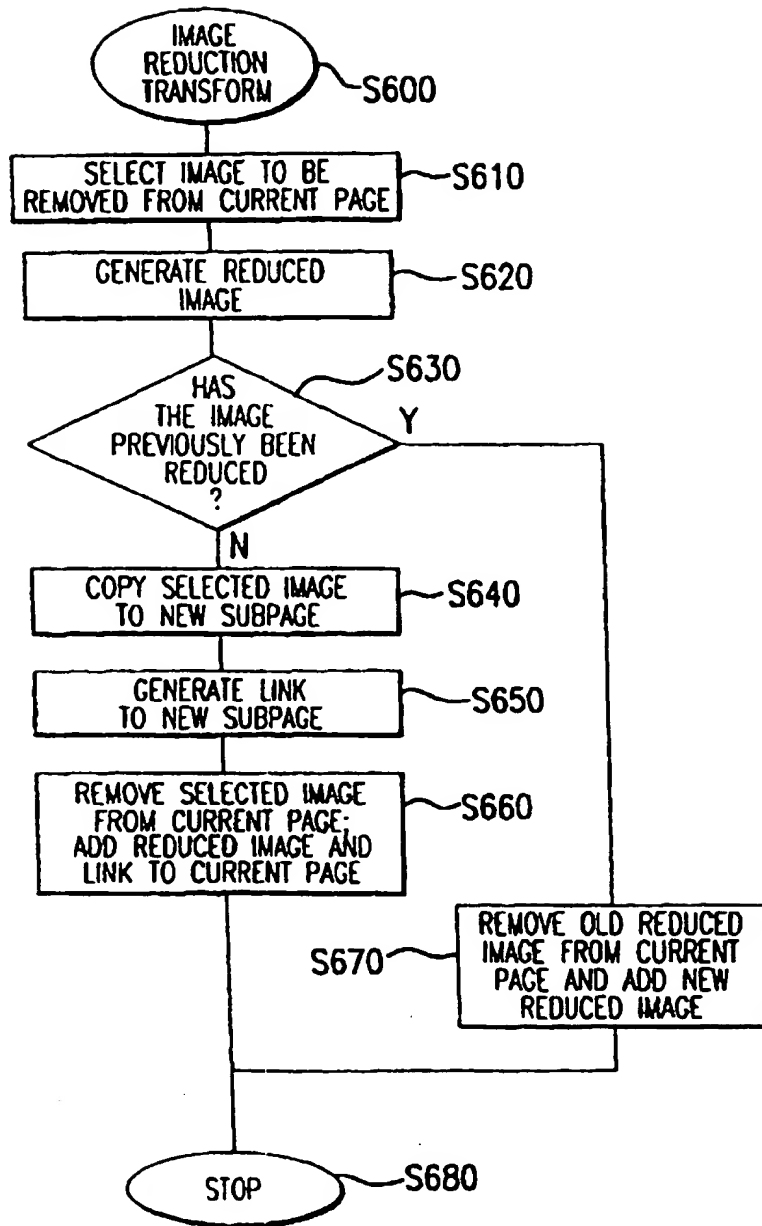 IMAGE
REDUCTION
TRANSFORM
S600
SELECT IMAGE TO BE
REMOVED FROM CURRENT PAGE
S610
GENERATE REDUCED
IMAGE
S620
HAS
THE IMAGE
PREVIOUSLY BEEN
REDUCED
?
S630
Y
N
COPY SELECTED IMAGE
TO NEW SUBPAGE
S640
GENERATE LINK
TO NEW SUBPAGE
S650
REMOVE SELECTED IMAGE
FROM CURRENT PAGE;
ADD REDUCED IMAGE AND
LINK TO CURRENT PAGE
S660
REMOVE OLD REDUCED
IMAGE FROM CURRENT
PAGE AND ADD NEW
REDUCED IMAGE
S670
STOP
S680